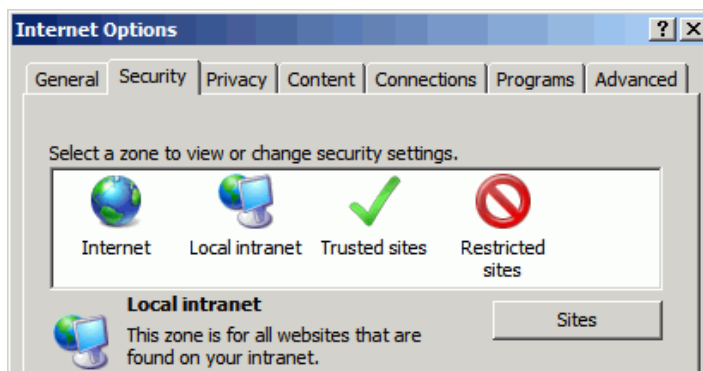 Internet Options
General Security Privacy Content Connections Programs Advanced
Select a zone to view or change security settings.
Internet Local intranet Trusted sites Restricted sites
Local intranet
Sites
This zone is for all websites that are
found on your intranet.